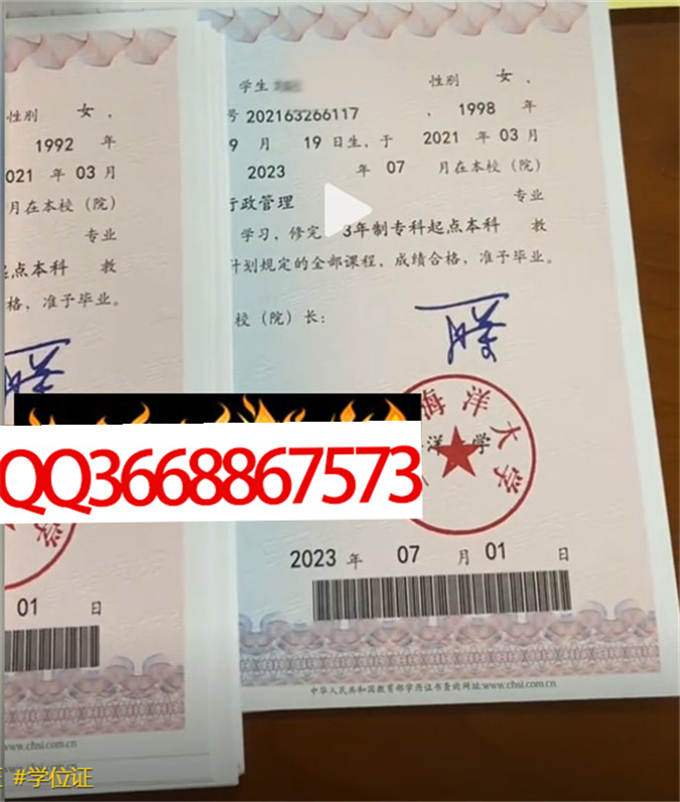 性别 女 ，
1992 年
021 年 03 月
月在本校（院）
专业
起点本科 教
格，准予毕业。
01 日
www.chsi.com.cn
学生
性别 女 ，
号 202163266117 ，1998 年
9 月 19 日生，于 2021 年 03 月
2023 年 07 月在本校（院）
行政管理 专业
学习，修完 3年制专科起点本科 教
计划规定的全部课程，成绩合格，准予毕业。
校（院）长：
海洋大学
洋 学
QQ3668867573
2023 年 07 月 01 日
中华人民共和国教育部学历证书查询网址:www.chsi.com.cn
#学位证